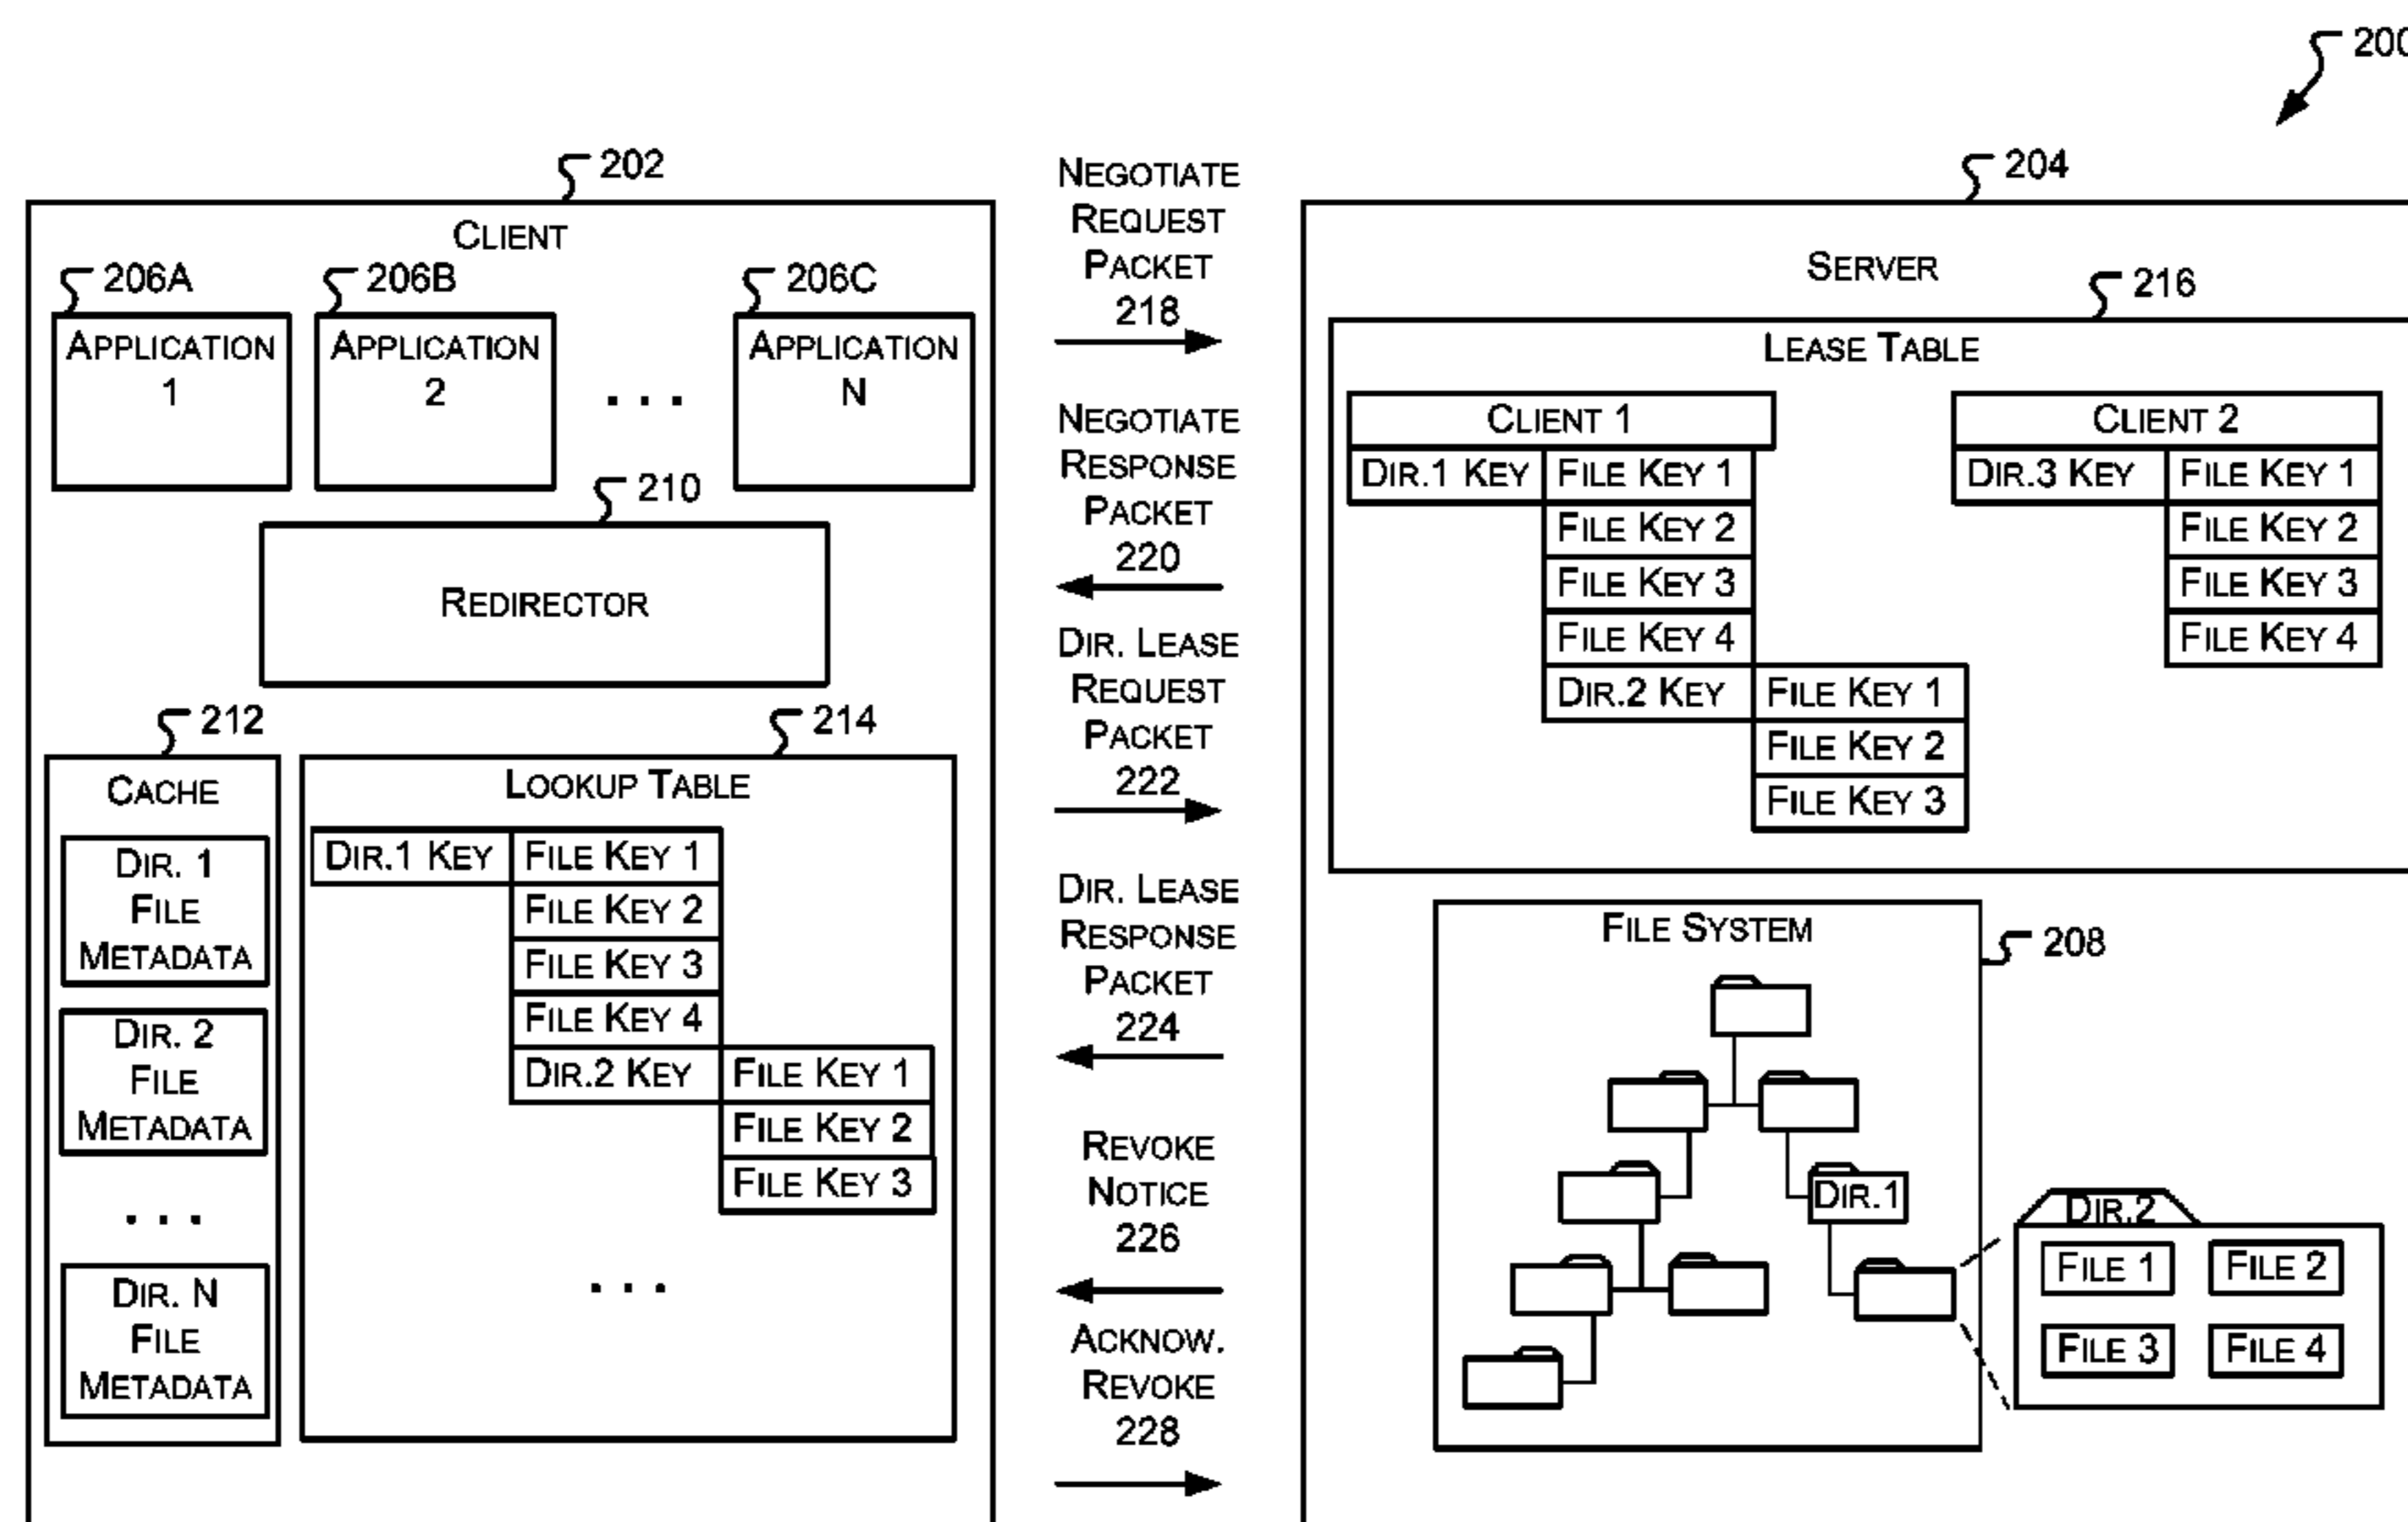 200
202
CLIENT
206A
206B
206C
APPLICATION
1
APPLICATION
2
. . .
APPLICATION
N
210
REDIRECTOR
212
CACHE
DIR. 1
FILE
METADATA
DIR. 2
FILE
METADATA
. . .
DIR. N
FILE
METADATA
214
LOOKUP TABLE
DIR.1 KEY
FILE KEY 1
FILE KEY 2
FILE KEY 3
FILE KEY 4
DIR.2 KEY
FILE KEY 1
FILE KEY 2
FILE KEY 3
. . .
NEGOTIATE
REQUEST
PACKET
218
NEGOTIATE
RESPONSE
PACKET
220
DIR. LEASE
REQUEST
PACKET
222
DIR. LEASE
RESPONSE
PACKET
224
REVOKE
NOTICE
226
ACKNOW.
REVOKE
228
204
SERVER
216
LEASE TABLE
CLIENT 1
DIR.1 KEY
FILE KEY 1
FILE KEY 2
FILE KEY 3
FILE KEY 4
DIR.2 KEY
FILE KEY 1
FILE KEY 2
FILE KEY 3
CLIENT 2
DIR.3 KEY
FILE KEY 1
FILE KEY 2
FILE KEY 3
FILE KEY 4
FILE SYSTEM
208
DIR.1
DIR.2
FILE 1
FILE 2
FILE 3
FILE 4